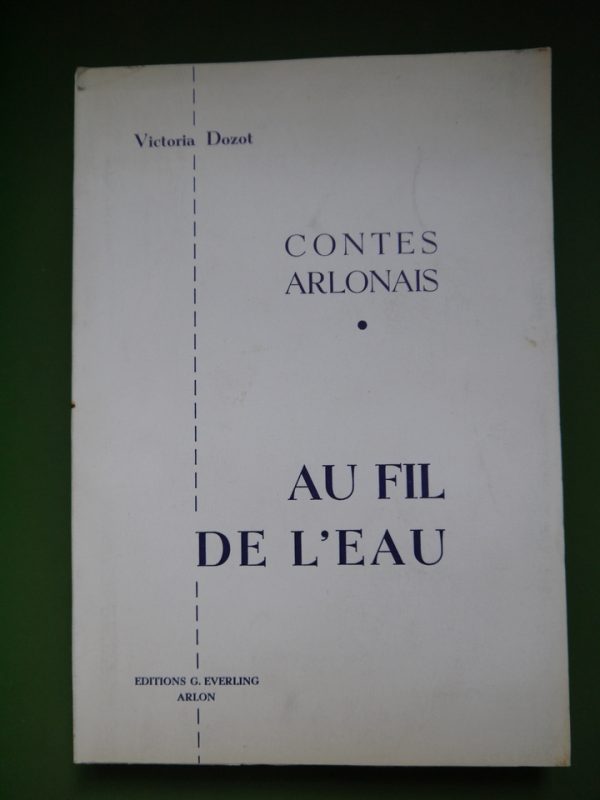 Victoria Dozot
CONTES
ARLONAIS
•
AU FIL
DE L'EAU
EDITIONS G. EVERLING
ARLON